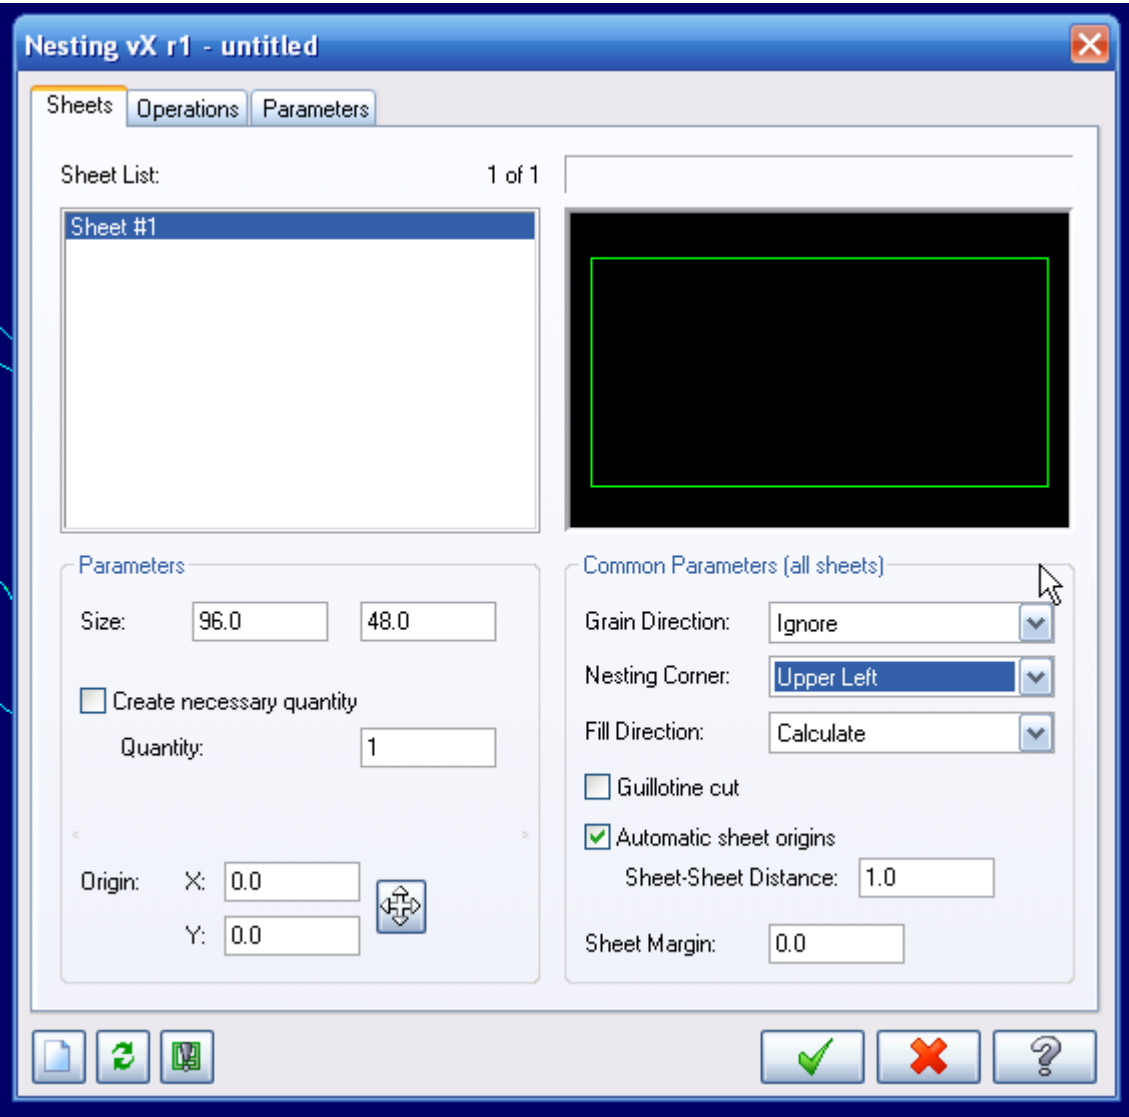 Nesting vX r1 - untitled
Sheets Operations Parameters
Sheet List: 1 of 1
Sheet #1
Parameters
Size: 96.0 48.0
Create necessary quantity
Quantity: 1
Origin: X: 0.0
Y: 0.0
Common Parameters (all sheets)
Grain Direction: Ignore
Nesting Corner: Upper Left
Fill Direction: Calculate
Guillotine cut
Automatic sheet origins
Sheet-Sheet Distance: 1.0
Sheet Margin: 0.0